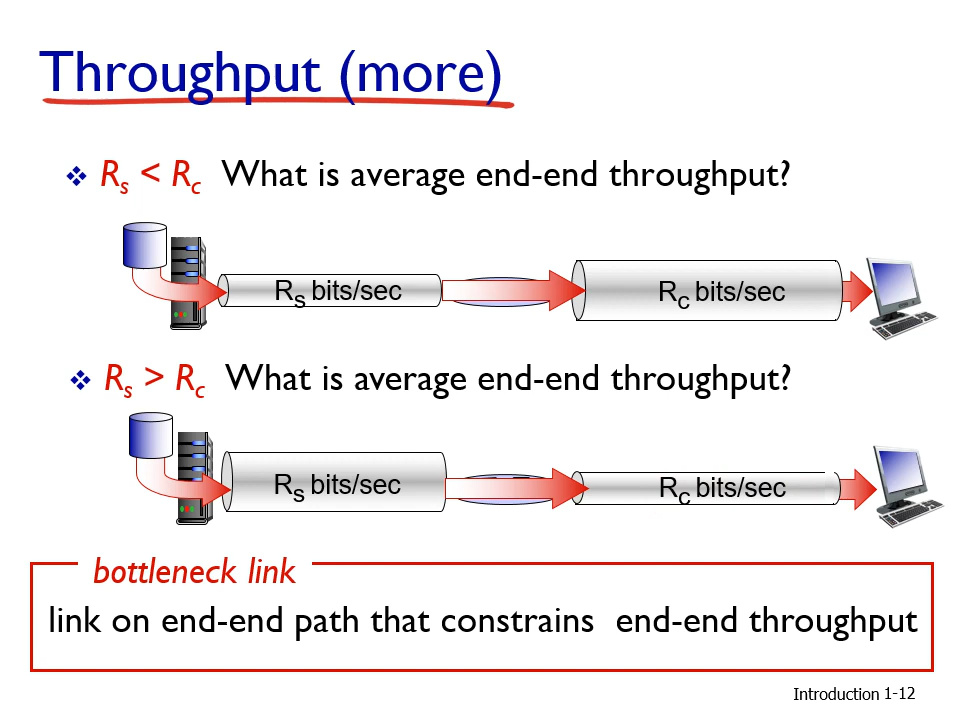 Throughput (more)
❖ Rs < Rc What is average end-end throughput?
Rs bits/sec
Rc bits/sec
❖ Rs > Rc What is average end-end throughput?
Rs bits/sec
Rc bits/sec
bottleneck link
link on end-end path that constrains end-end throughput
Introduction 1-12